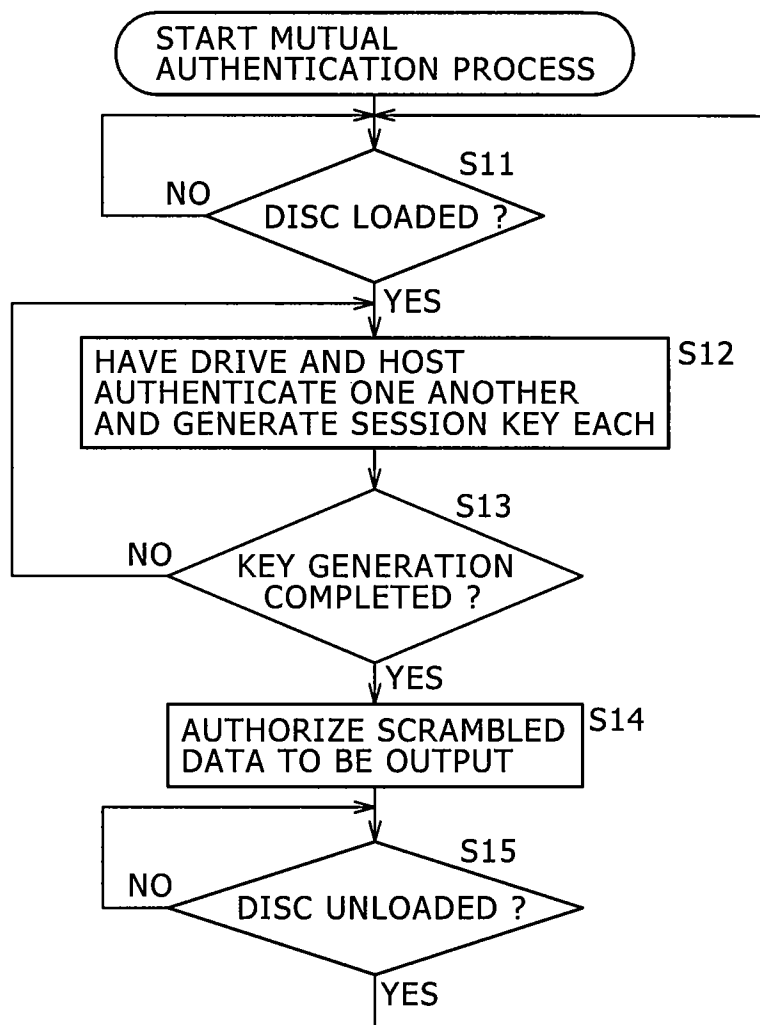 START MUTUAL
AUTHENTICATION PROCESS
S11
NO
DISC LOADED ?
YES
S12
HAVE DRIVE AND HOST
AUTHENTICATE ONE ANOTHER
AND GENERATE SESSION KEY EACH
S13
NO
KEY GENERATION
COMPLETED ?
YES
S14
AUTHORIZE SCRAMBLED
DATA TO BE OUTPUT
S15
NO
DISC UNLOADED ?
YES